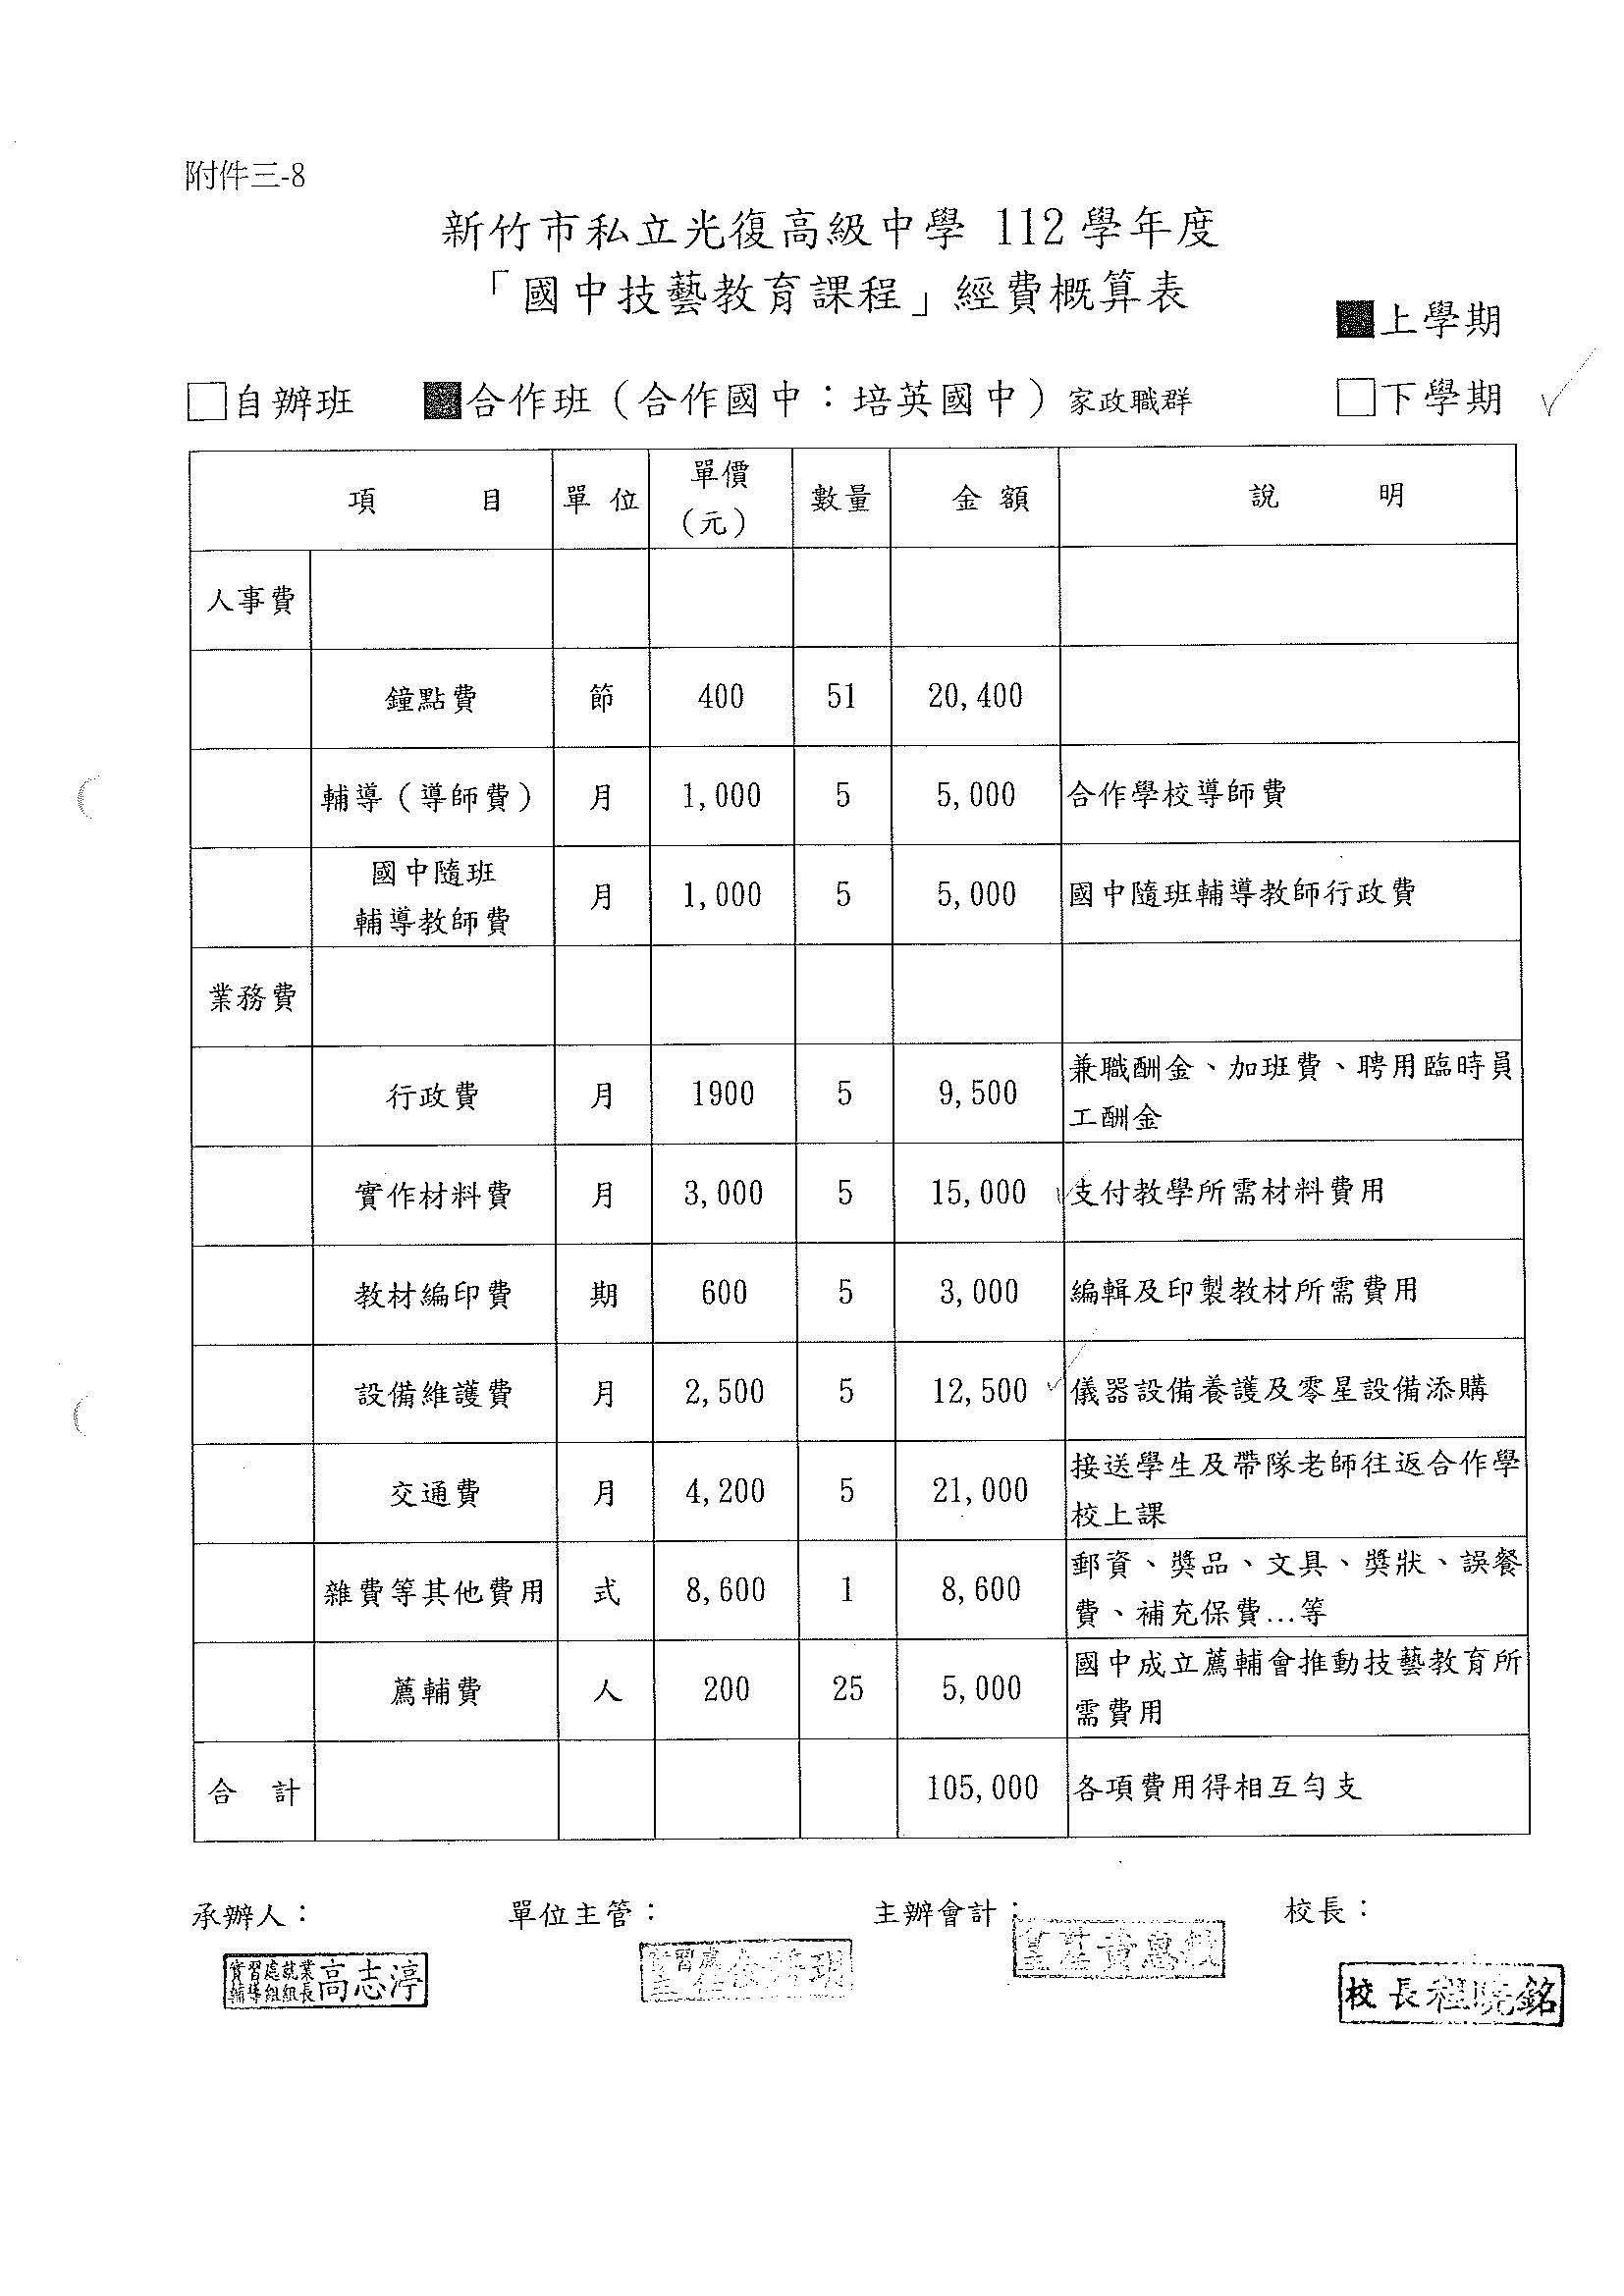 附件三-8
新竹市私立光復高級中學 112 學年度
「國中技藝教育課程」經費概算表
■上學期
□自辦班 ■合作班（合作國中：培英國中）家政職群 □下學期
項 目 單 位 單價（元） 數量 金 額 說 明
人事費
鐘點費 節 400 51 20,400
輔導（導師費） 月 1,000 5 5,000 合作學校導師費
國中隨班
輔導教師費 月 1,000 5 5,000 國中隨班輔導教師行政費
業務費
行政費 月 1900 5 9,500 兼職酬金、加班費、聘用臨時員
工酬金
實作材料費 月 3,000 5 15,000 支付教學所需材料費用
教材編印費 期 600 5 3,000 編輯及印製教材所需費用
設備維護費 月 2,500 5 12,500 儀器設備養護及零星設備添購
交通費 月 4,200 5 21,000 接送學生及帶隊老師往返合作學
校上課
雜費等其他費用 式 8,600 1 8,600 郵資、獎品、文具、獎狀、誤餐
費、補充保費…等
薦輔費 人 200 25 5,000 國中成立薦輔會推動技藝教育所
需費用
合 計 105,000 各項費用得相互勻支
承辦人： 單位主管： 主辦會計： 校長：
實習處就業
輔導組組長 高志淳
校長程曉銘